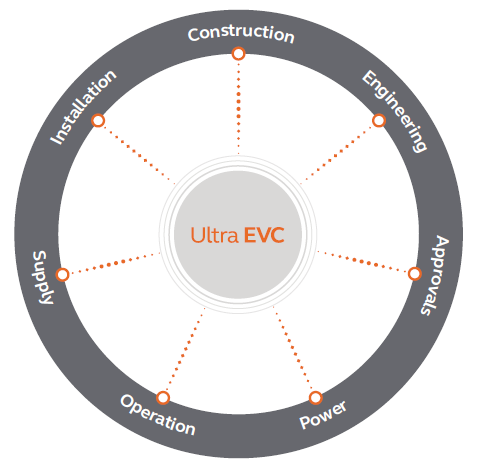 Construction
Engineering
Approvals
Power
Operation
Supply
Installation
Ultra EVC